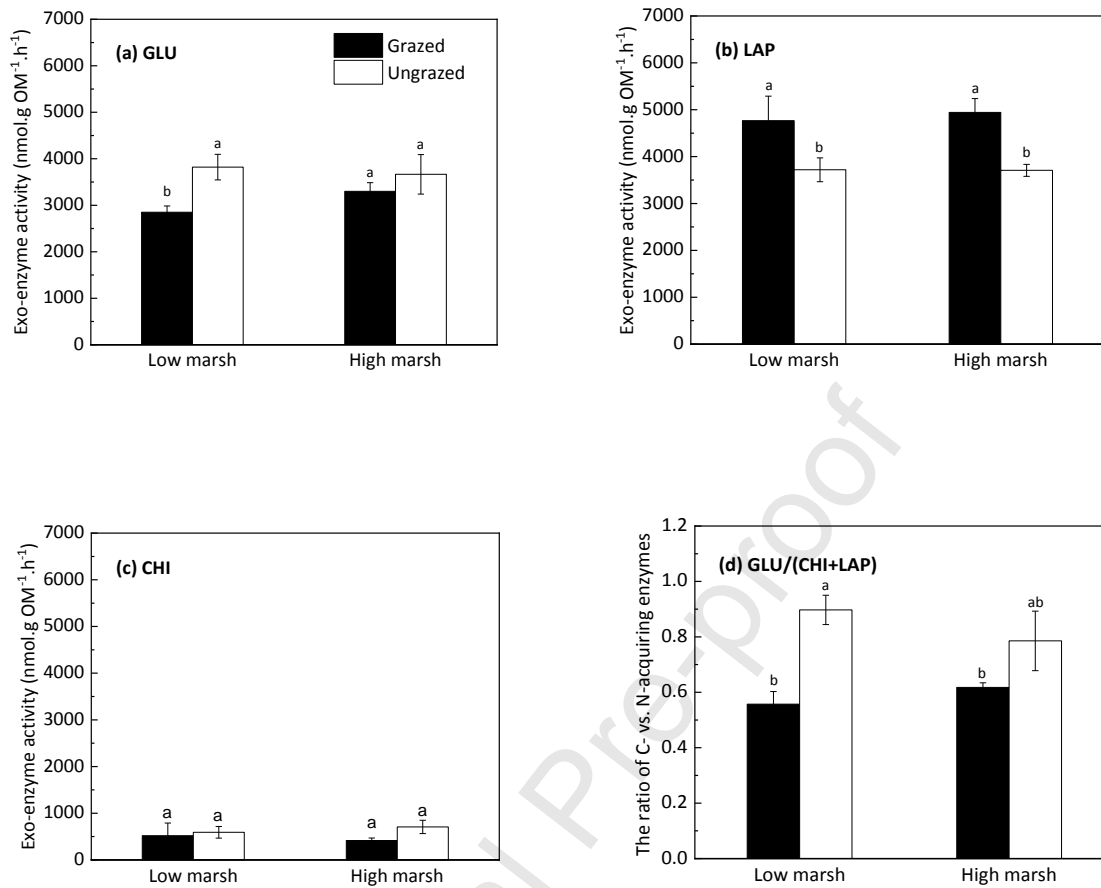 7000
6000
5000
4000
3000
2000
1000
0
Exo-enzyme activity (nmol.g OM⁻¹.h⁻¹)
(a) GLU
Grazed
Ungrazed
b
a
a
a
Low marsh
High marsh
7000
6000
5000
4000
3000
2000
1000
0
Exo-enzyme activity (nmol.g OM⁻¹.h⁻¹)
(b) LAP
a
b
a
b
Low marsh
High marsh
7000
6000
5000
4000
3000
2000
1000
0
Exo-enzyme activity (nmol.g OM⁻¹.h⁻¹)
(c) CHI
a
a
a
a
Low marsh
High marsh
1.2
1.0
0.8
0.6
0.4
0.2
0.0
The ratio of C- vs. N-acquiring enzymes
(d) GLU/(CHI+LAP)
b
a
b
ab
Low marsh
High marsh
Pre-proof